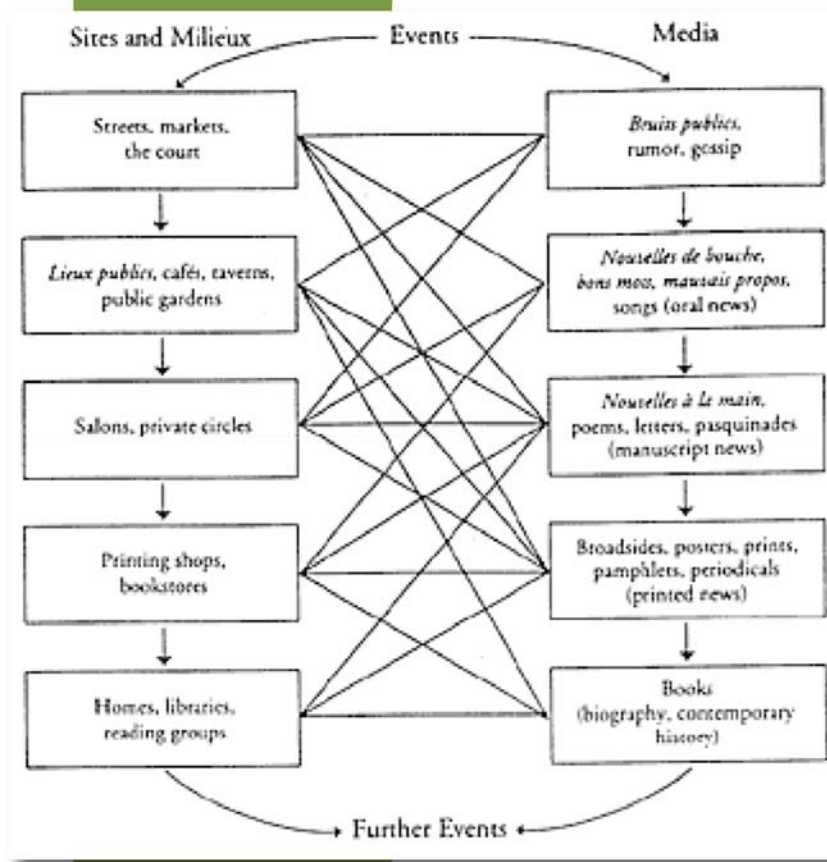 Sites and Milieux
Events
Media
Streets, markets,
the court
Bruits publics,
rumor, gossip
Lieux publics, cafés, taverns,
public gardens
Nouvelles de bouche,
bons mots, mauvais propos,
songs (oral news)
Salons, private circles
Nouvelles à la main,
poems, letters, pasquinades
(manuscript news)
Printing shops,
bookstores
Broadsides, posters, prints,
pamphlets, periodicals
(printed news)
Homes, libraries,
reading groups
Books
(biography, contemporary
history)
Further Events